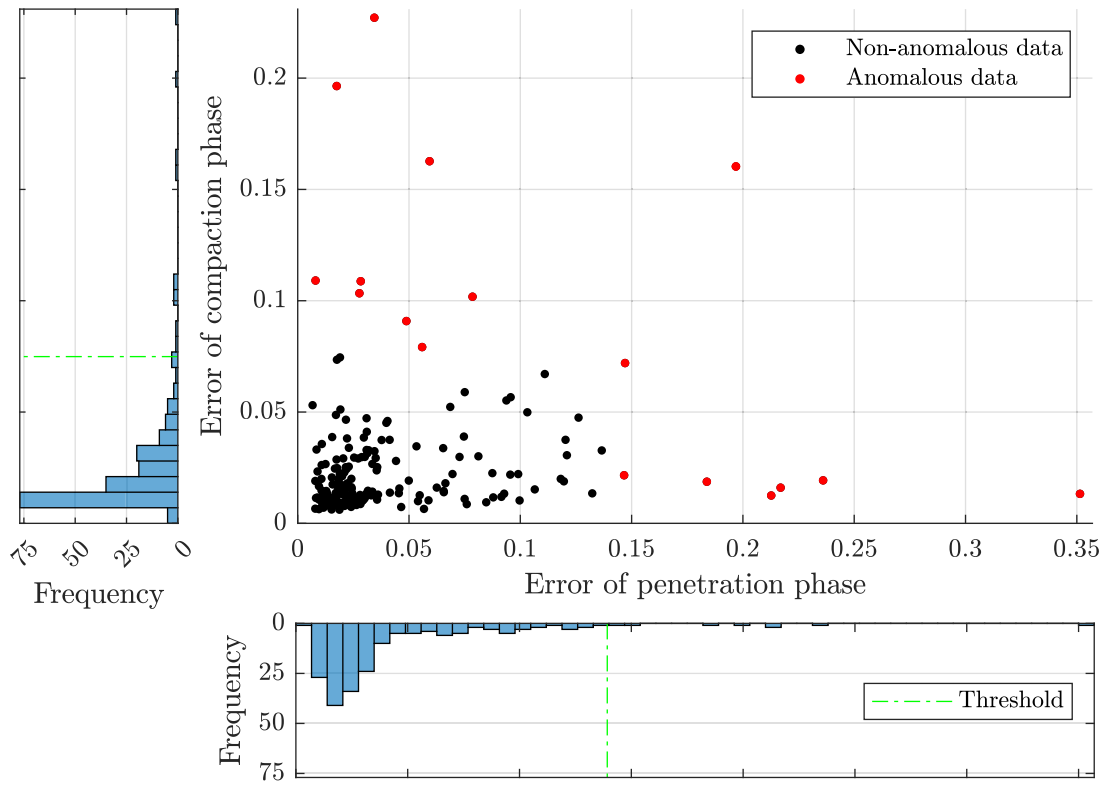 Non-anomalous data
Anomalous data
Error of compaction phase
0.2
0.15
0.1
0.05
0
0 0.05 0.1 0.15 0.2 0.25 0.3 0.35
Error of penetration phase
75 50 25 0
Frequency
Frequency
0
25
50
75
Threshold